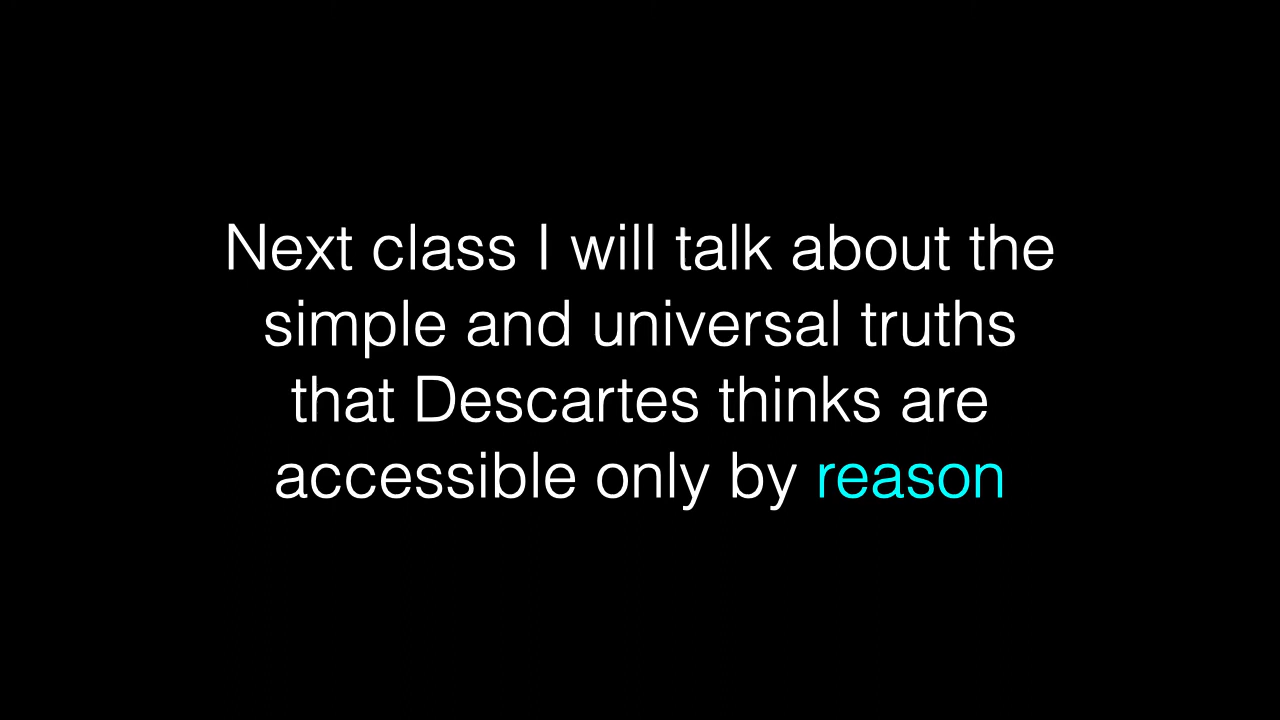 Next class I will talk about the
simple and universal truths
that Descartes thinks are
accessible only by reason